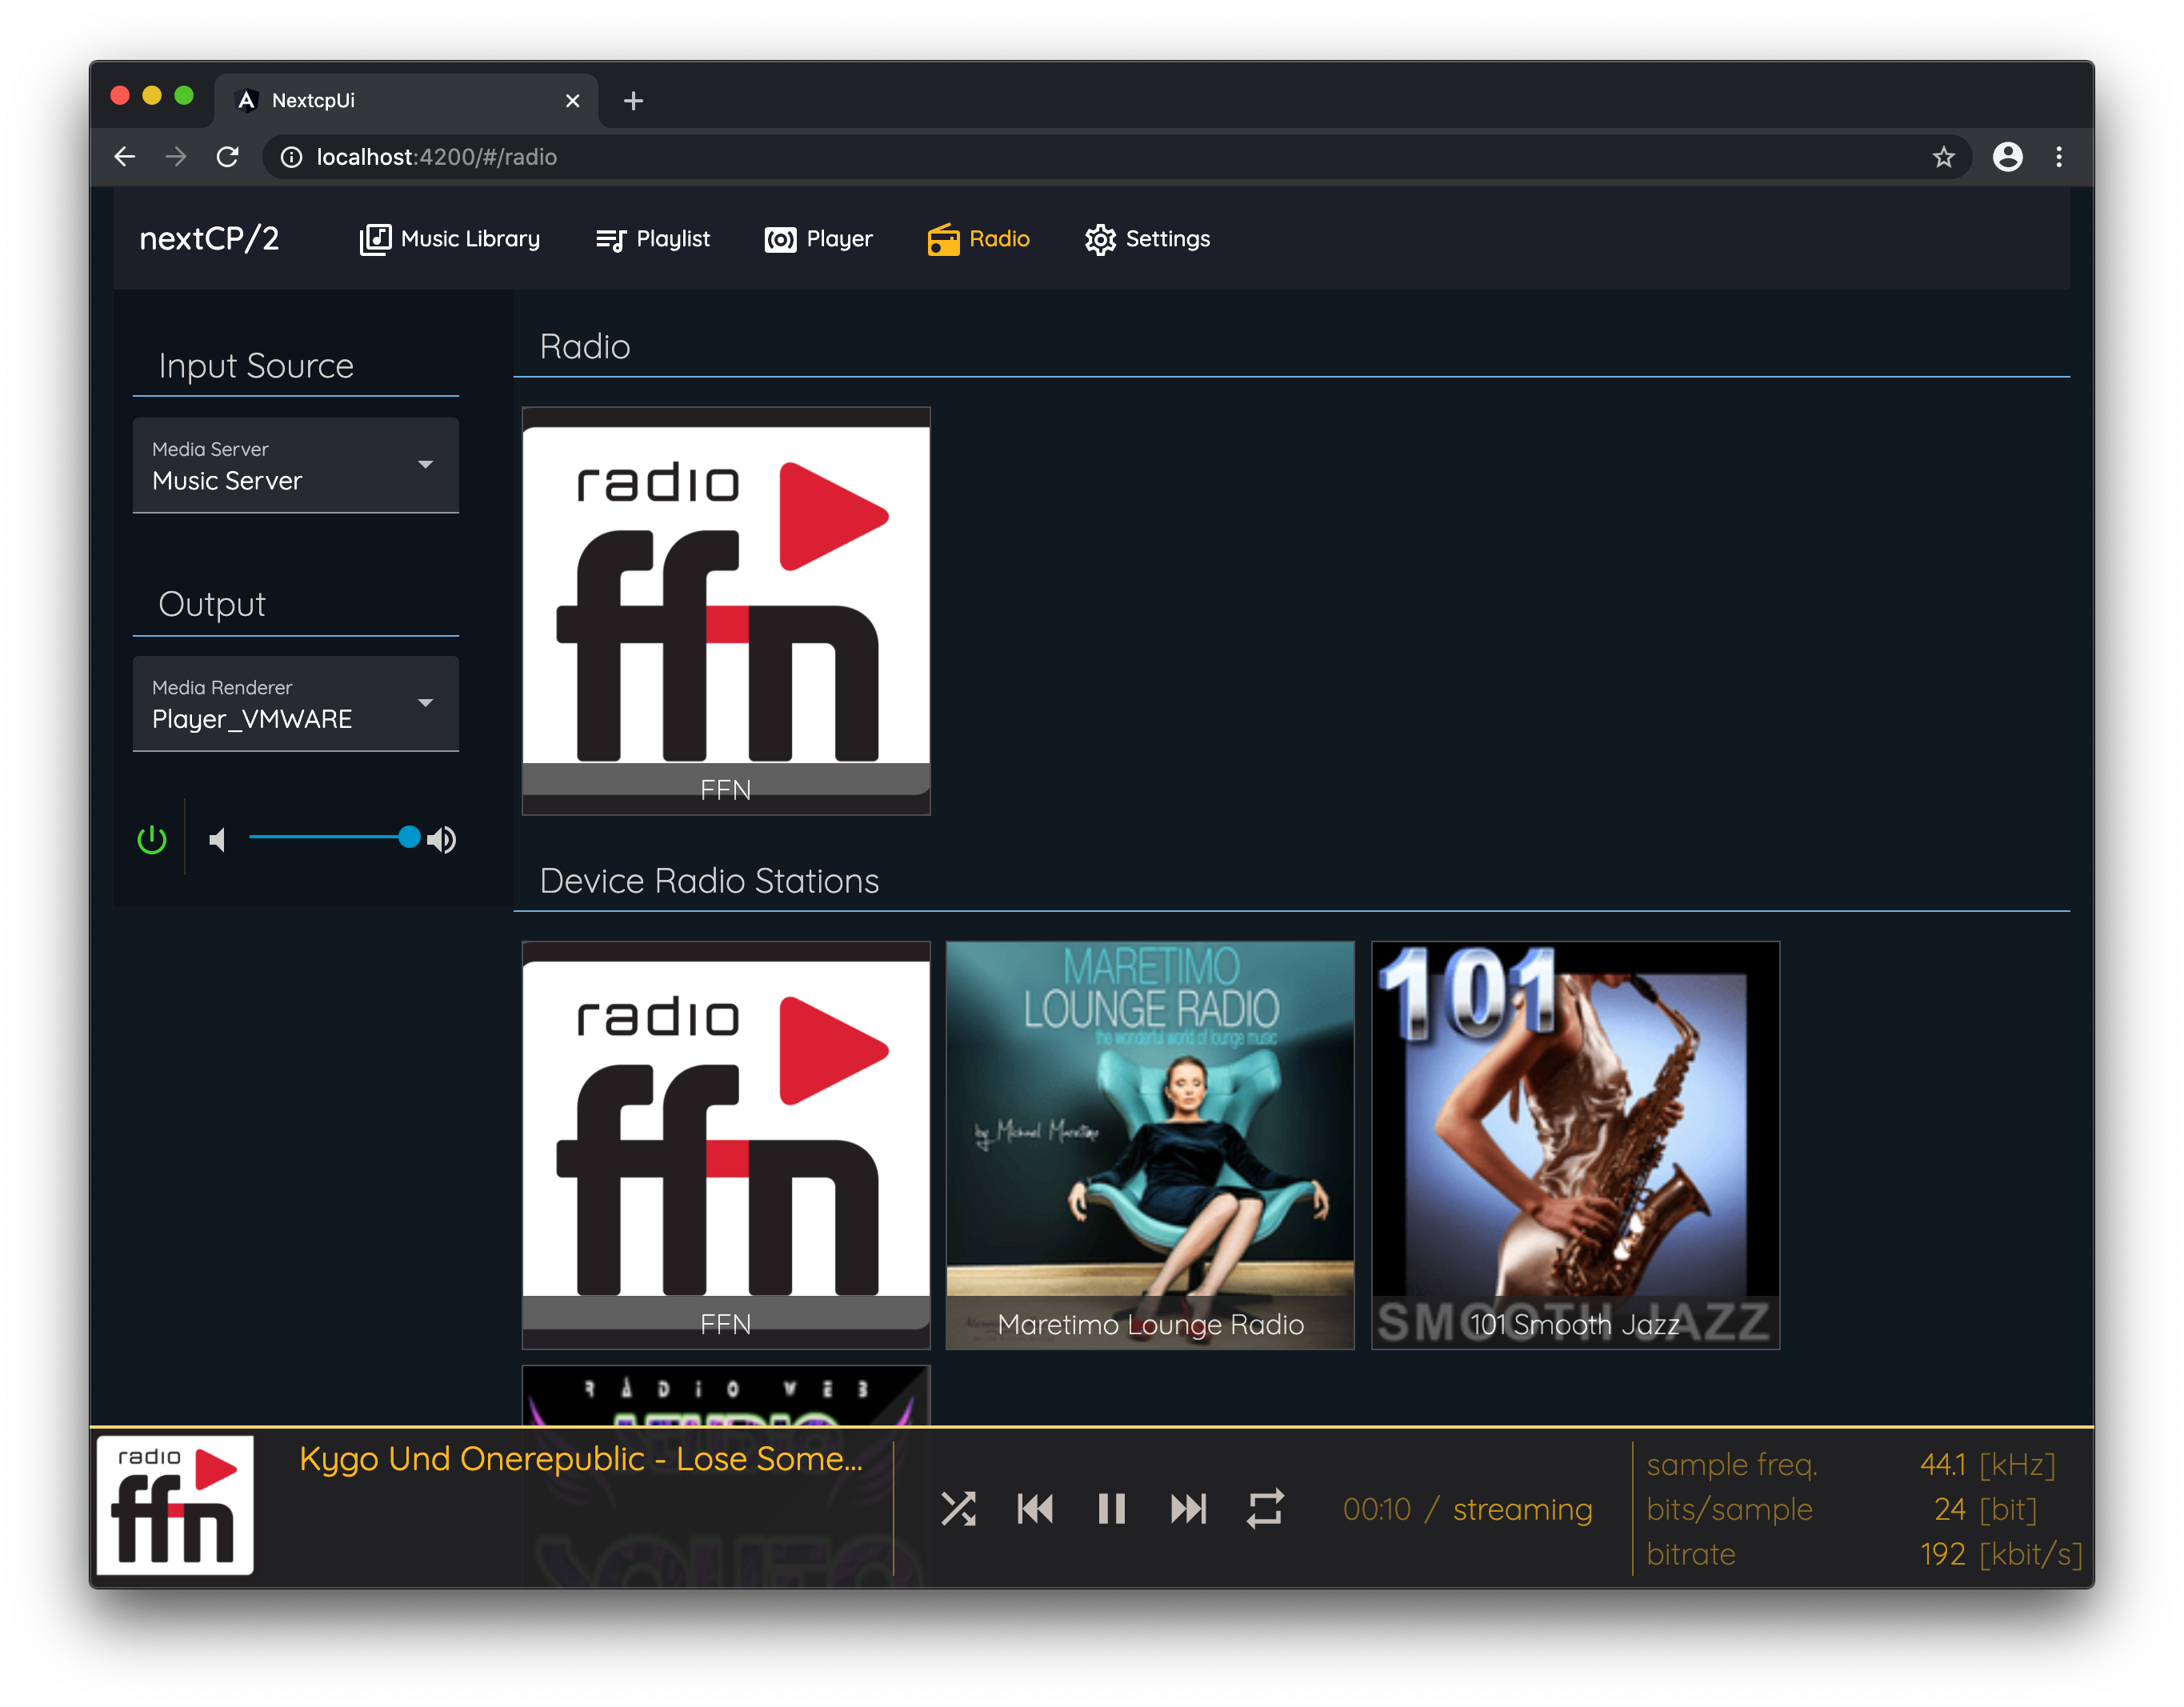 NextcpUi
localhost:4200/#/radio
nextCP/2
Music Library
Playlist
Player
Radio
Settings
Input Source
Media Server
Music Server
Output
Media Renderer
Player_VMWARE
Radio
radio
ffn
FFN
Device Radio Stations
radio
ffn
FFN
MARETIMO
LOUNGE RADIO
the wonderful world of lounge music
by Michael Maretimo
Maretimo Lounge Radio
101
SMOOTH JAZZ
101 Smooth Jazz
RÁDIO WEB
radio
ffn
Kygo Und Onerepublic - Lose Some...
00:10 / streaming
sample freq. 44.1 [kHz]
bits/sample 24 [bit]
bitrate 192 [kbit/s]